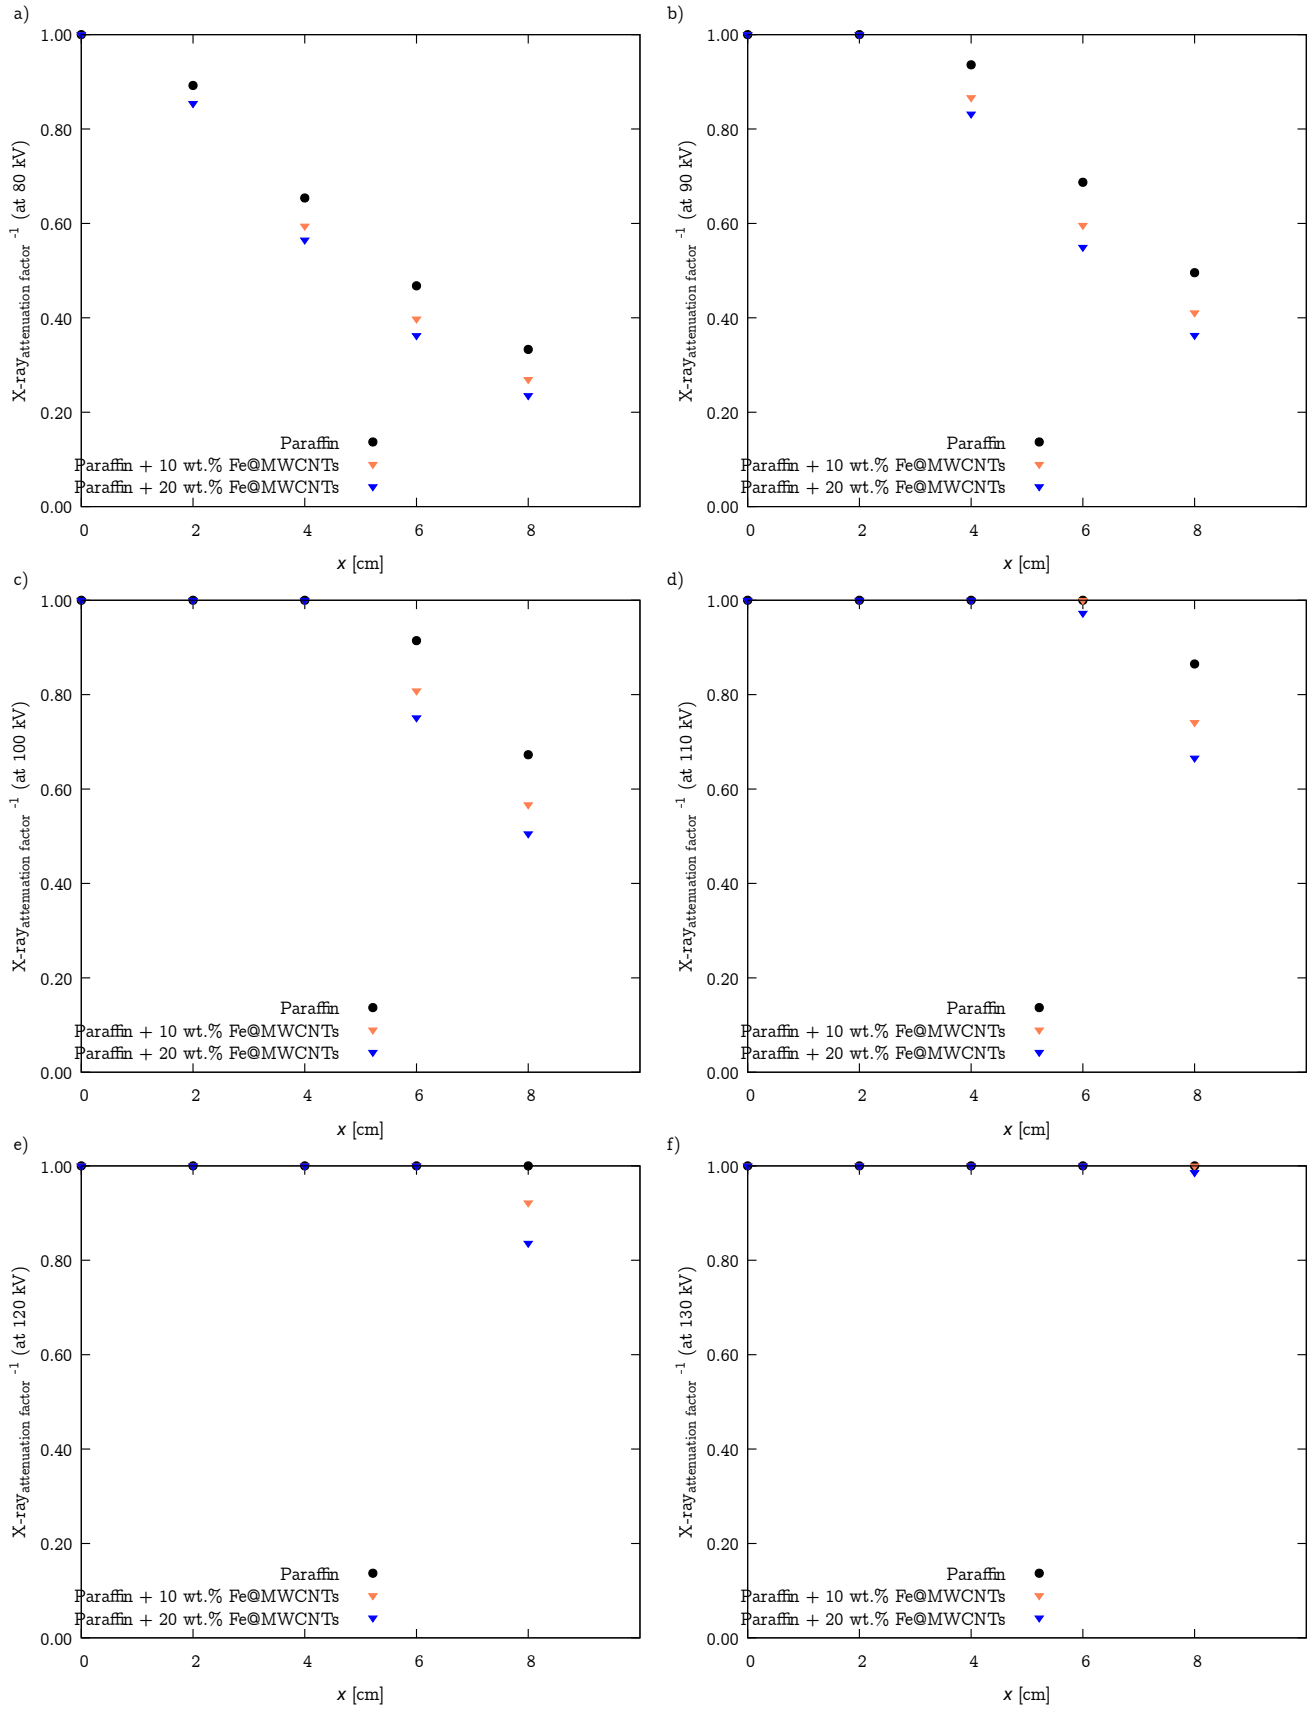 a)
1.00
0.80
0.60
0.40
0.20
0.00
X-ray attenuation factor -1 (at 80 kV)
Paraffin
Paraffin + 10 wt.% Fe@MWCNTs
Paraffin + 20 wt.% Fe@MWCNTs
0 2 4 6 8
x [cm]
b)
1.00
0.80
0.60
0.40
0.20
0.00
X-ray attenuation factor -1 (at 90 kV)
Paraffin
Paraffin + 10 wt.% Fe@MWCNTs
Paraffin + 20 wt.% Fe@MWCNTs
0 2 4 6 8
x [cm]
c)
1.00
0.80
0.60
0.40
0.20
0.00
X-ray attenuation factor -1 (at 100 kV)
Paraffin
Paraffin + 10 wt.% Fe@MWCNTs
Paraffin + 20 wt.% Fe@MWCNTs
0 2 4 6 8
x [cm]
d)
1.00
0.80
0.60
0.40
0.20
0.00
X-ray attenuation factor -1 (at 110 kV)
Paraffin
Paraffin + 10 wt.% Fe@MWCNTs
Paraffin + 20 wt.% Fe@MWCNTs
0 2 4 6 8
x [cm]
e)
1.00
0.80
0.60
0.40
0.20
0.00
X-ray attenuation factor -1 (at 120 kV)
Paraffin
Paraffin + 10 wt.% Fe@MWCNTs
Paraffin + 20 wt.% Fe@MWCNTs
0 2 4 6 8
x [cm]
f)
1.00
0.80
0.60
0.40
0.20
0.00
X-ray attenuation factor -1 (at 130 kV)
Paraffin
Paraffin + 10 wt.% Fe@MWCNTs
Paraffin + 20 wt.% Fe@MWCNTs
0 2 4 6 8
x [cm]